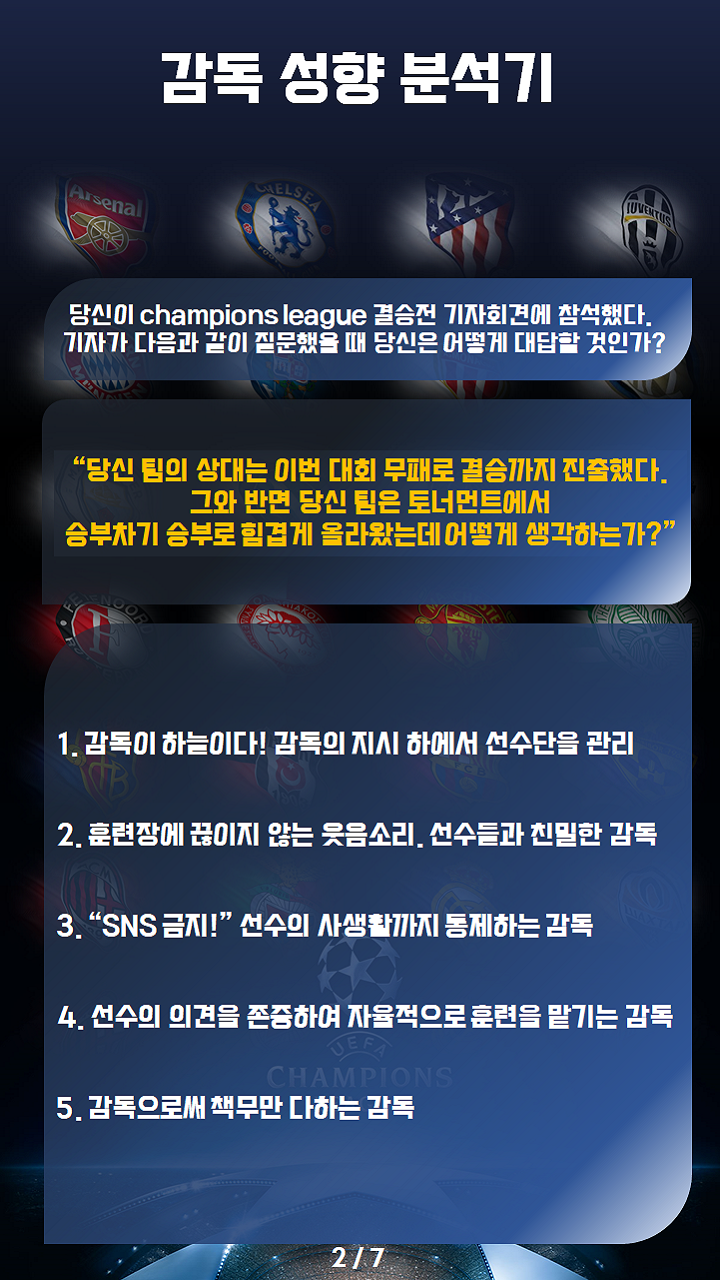 감독 성향 분석기
Arsenal
CHELSEA
JUVENTUS
당신이 champions league 결승전 기자회견에 참석했다.
기자가 다음과 같이 질문했을 때 당신은 어떻게 대답할 것인가?
“당신 팀의 상대는 이번 대회 무패로 결승까지 진출했다.
그와 반면 당신 팀은 토너먼트에서
승부차기 승부로 힘겹게 올라왔는데 어떻게 생각하는가?”
1. 감독이 하늘이다! 감독의 지시 하에서 선수단을 관리
2. 훈련장에 끊이지 않는 웃음소리. 선수들과 친밀한 감독
3. “SNS 금지!” 선수의 사생활까지 통제하는 감독
4. 선수의 의견을 존중하여 자율적으로 훈련을 맡기는 감독
UEFA
CHAMPIONS
5. 감독으로써 책무만 다하는 감독
2 / 7